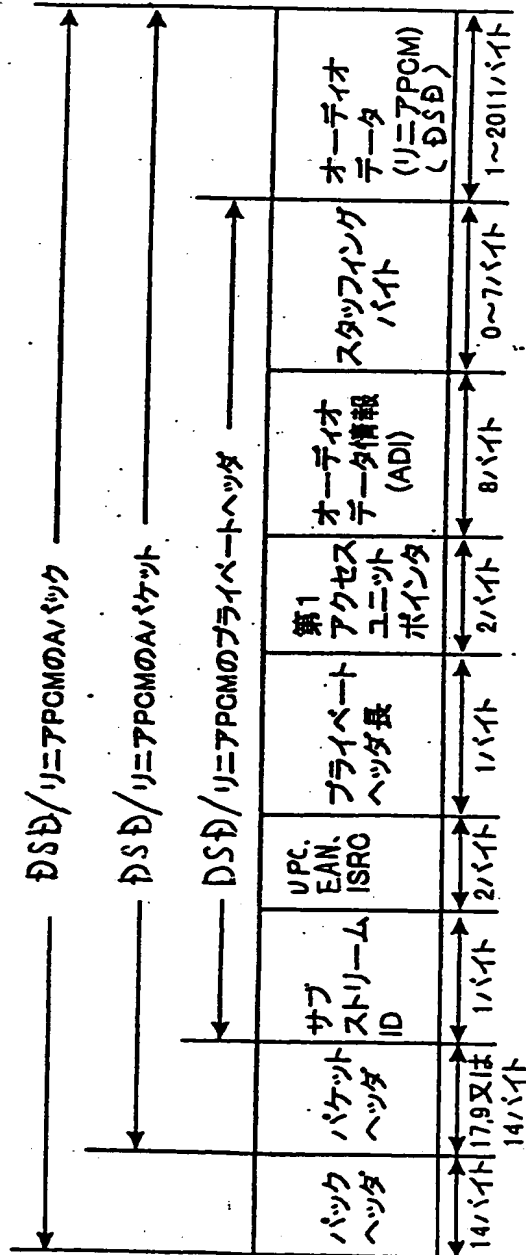 DSD/リニアPCMのAパック
DSD/リニアPCMのAパケット
DSD/リニアPCMのプライベートヘッダ
パック
ヘッダ
パケット
ヘッダ
サブ
ストリーム
ID
UPC.
EAN.
ISRC
プライベート
ヘッダ長
第1
アクセス
ユニット
ポインタ
オーディオ
データ情報
(ADI)
スタッフィング
バイト
オーディオ
データ
(リニアPCM)
(DSD)
14バイト
17,9又は
14バイト
1バイト
2バイト
1バイト
2バイト
8バイト
0~7バイト
1~2011バイト